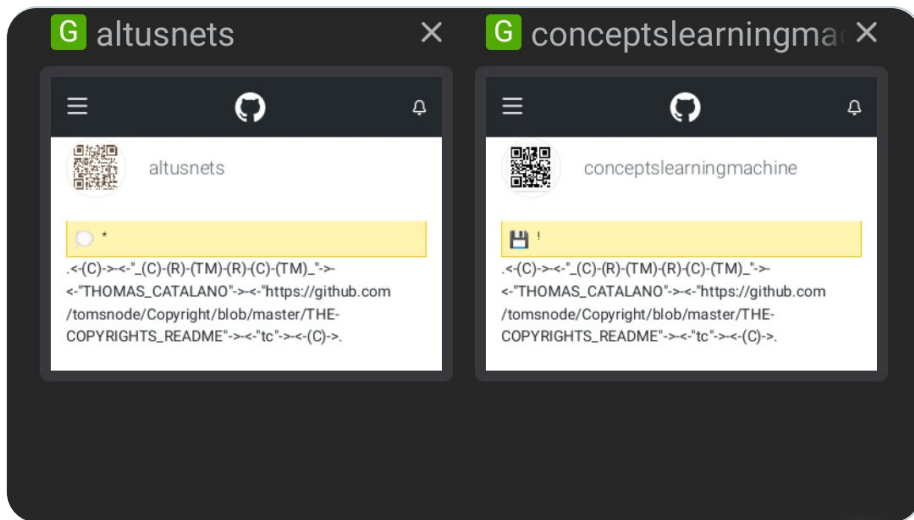 G altusnets
altusnets
*
.<-(C)->-<-"_(C)-(R)-(TM)-(R)-(C)-(TM)_"->-
<-"THOMAS_CATALANO"->-<-"https://github.com
/tomsnode/Copyright/blob/master/THE-
COPYRIGHTS_README"->-<-"tc"->-<-(C)->.
G conceptslearningma
conceptslearningmachine
!
.<-(C)->-<-"_(C)-(R)-(TM)-(R)-(C)-(TM)_"->-
<-"THOMAS_CATALANO"->-<-"https://github.com
/tomsnode/Copyright/blob/master/THE-
COPYRIGHTS_README"->-<-"tc"->-<-(C)->.